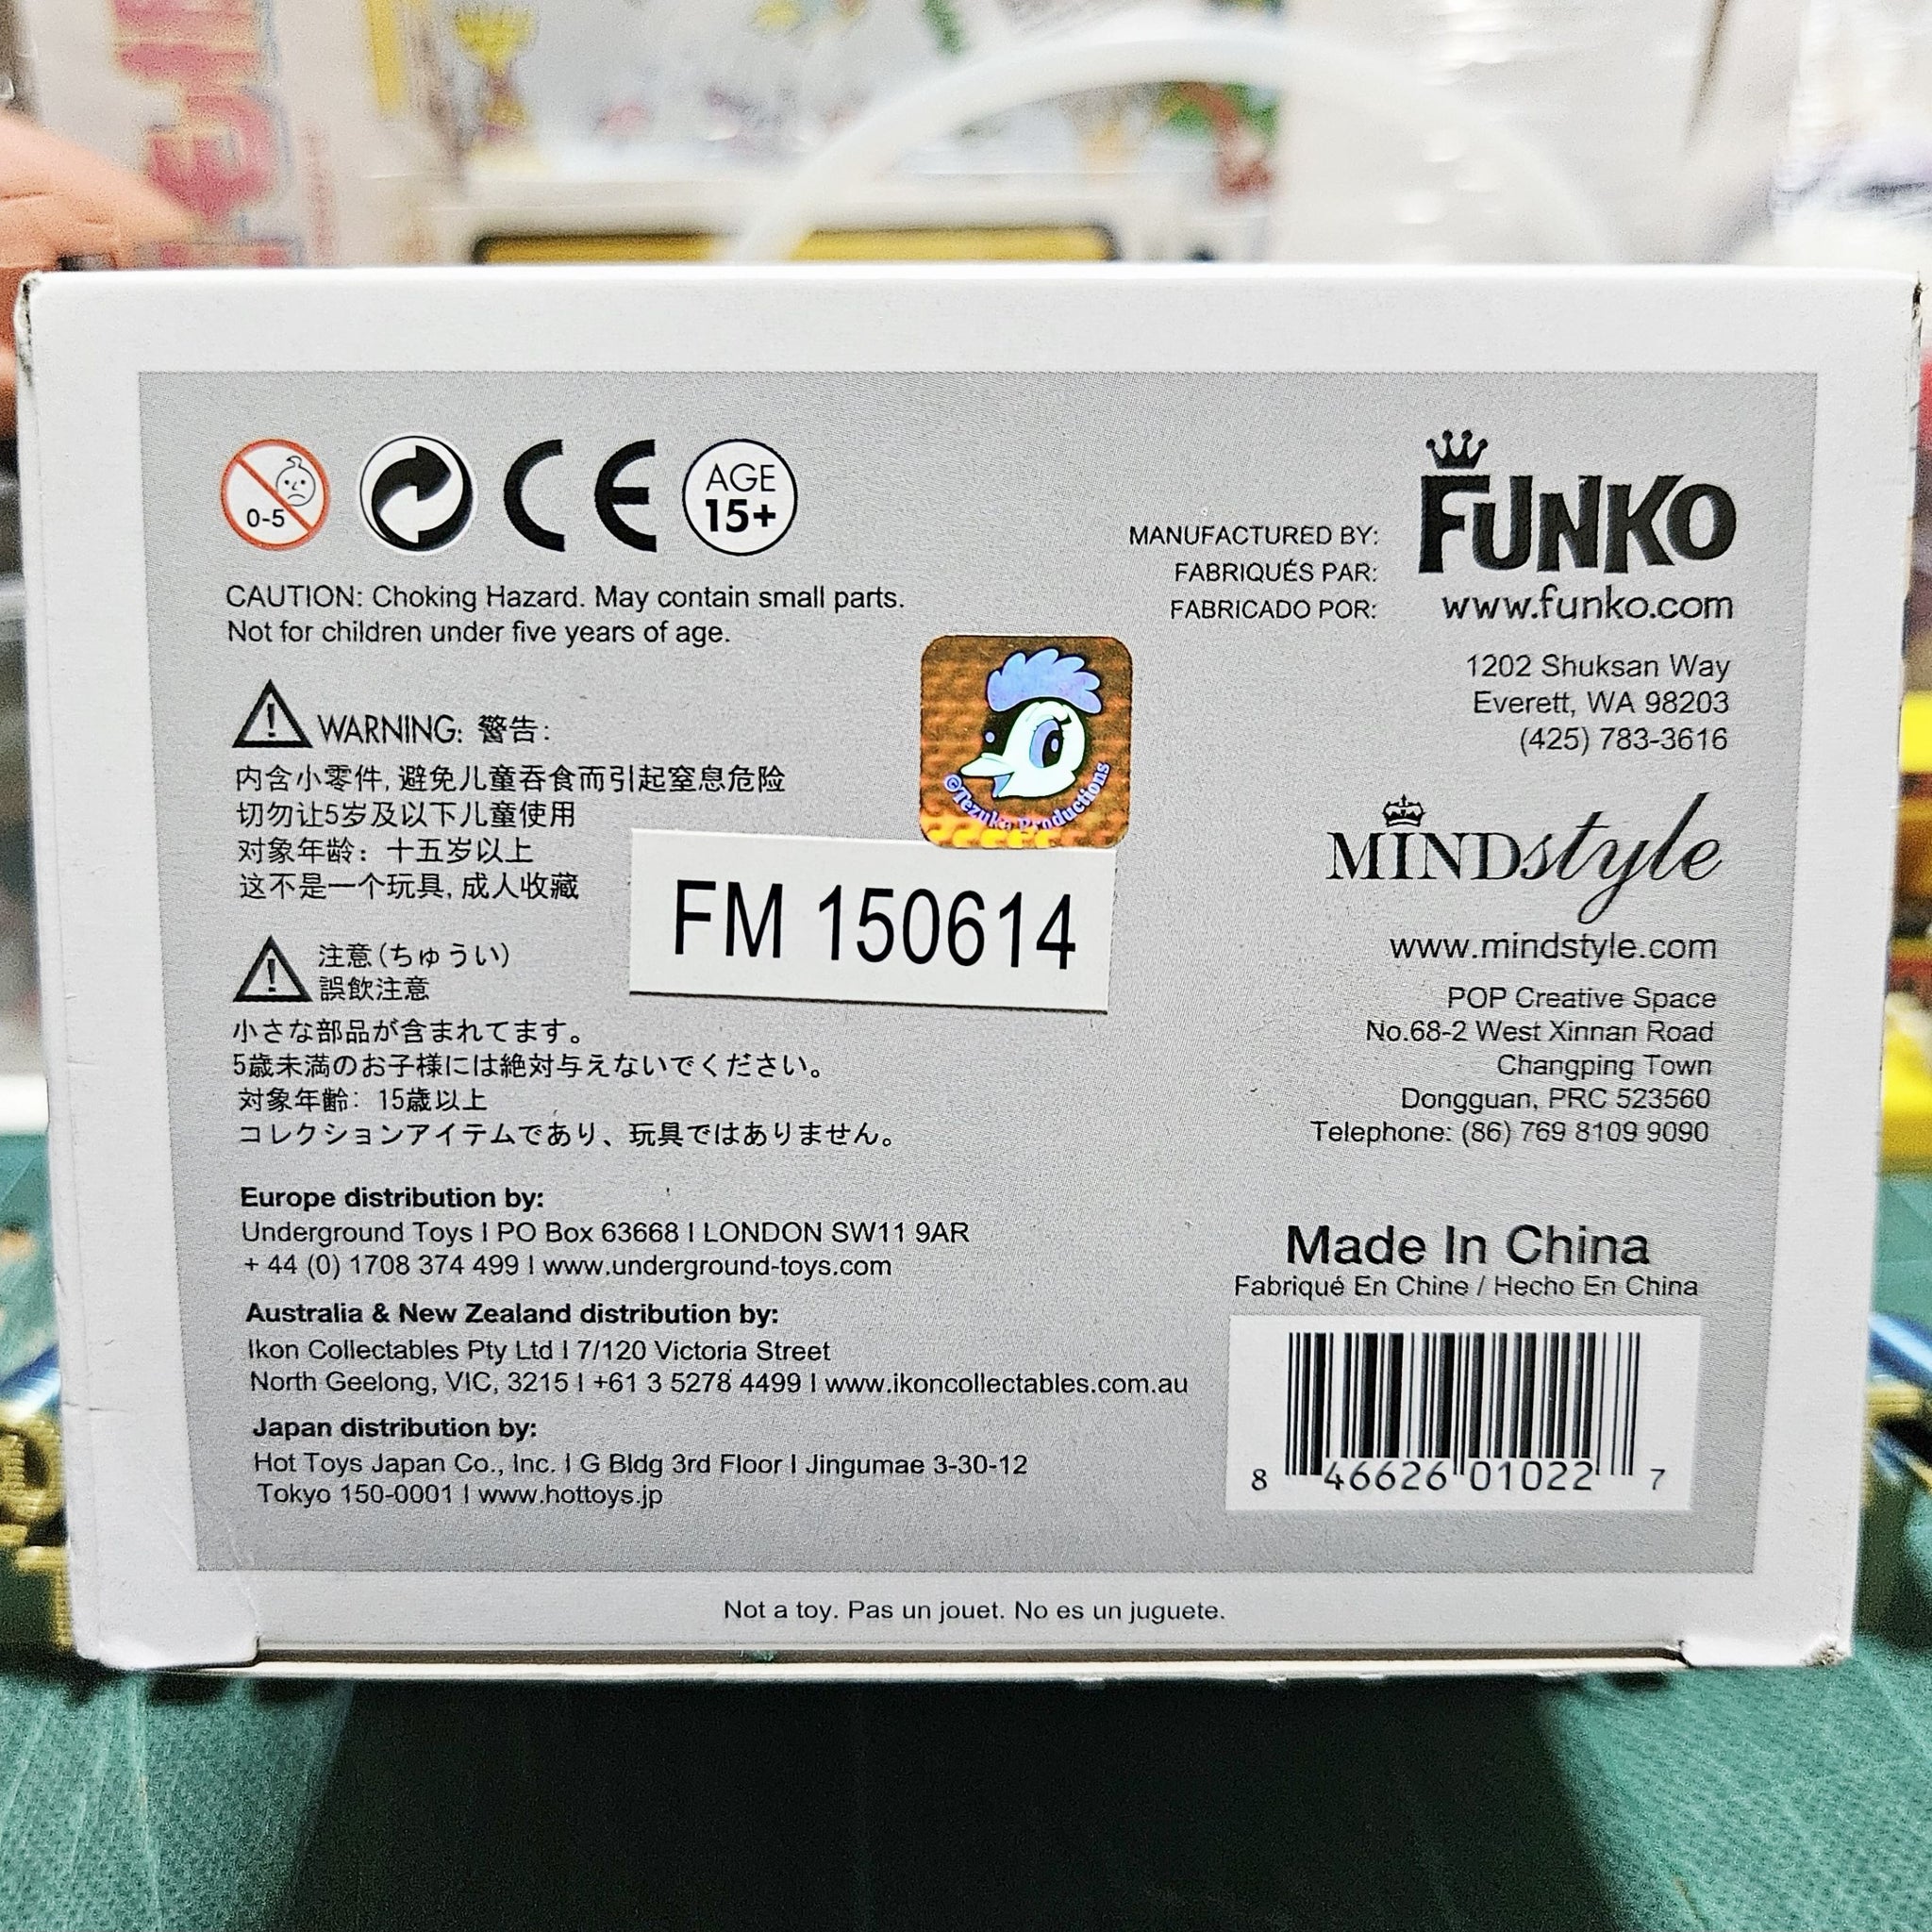 0-5
CE
AGE
15+
CAUTION: Choking Hazard. May contain small parts.
Not for children under five years of age.
WARNING: 警告:
内含小零件, 避免儿童吞食而引起窒息危险
切勿让5岁及以下儿童使用
对象年龄：十五岁以上
这不是一个玩具, 成人收藏
注意(ちゅうい)
誤飲注意
小さな部品が含まれてます。
5歳未満のお子様には絶対与えないでください。
対象年齢: 15歳以上
コレクションアイテムであり、玩具ではありません。
Europe distribution by:
Underground Toys I PO Box 63668 I LONDON SW11 9AR
+ 44 (0) 1708 374 499 I www.underground-toys.com
Australia & New Zealand distribution by:
Ikon Collectables Pty Ltd I 7/120 Victoria Street
North Geelong, VIC, 3215 I +61 3 5278 4499 I www.ikoncollectables.com.au
Japan distribution by:
Hot Toys Japan Co., Inc. I G Bldg 3rd Floor I Jingumae 3-30-12
Tokyo 150-0001 I www.hottoys.jp
©Tezuka Productions
FM 150614
MANUFACTURED BY:
FABRIQUÉS PAR:
FABRICADO POR:
FUNKO
www.funko.com
1202 Shuksan Way
Everett, WA 98203
(425) 783-3616
MINDstyle
www.mindstyle.com
POP Creative Space
No.68-2 West Xinnan Road
Changping Town
Dongguan, PRC 523560
Telephone: (86) 769 8109 9090
Made In China
Fabriqué En Chine / Hecho En China
8 46626 01022 7
Not a toy. Pas un jouet. No es un juguete.